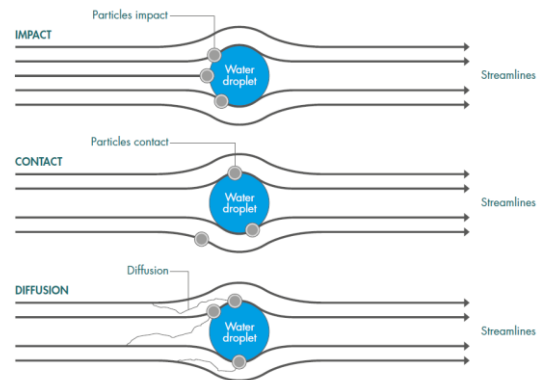 Particles impact
IMPACT
Water
droplet
Streamlines
Particles contact
CONTACT
Water
droplet
Streamlines
Diffusion
DIFFUSION
Water
droplet
Streamlines